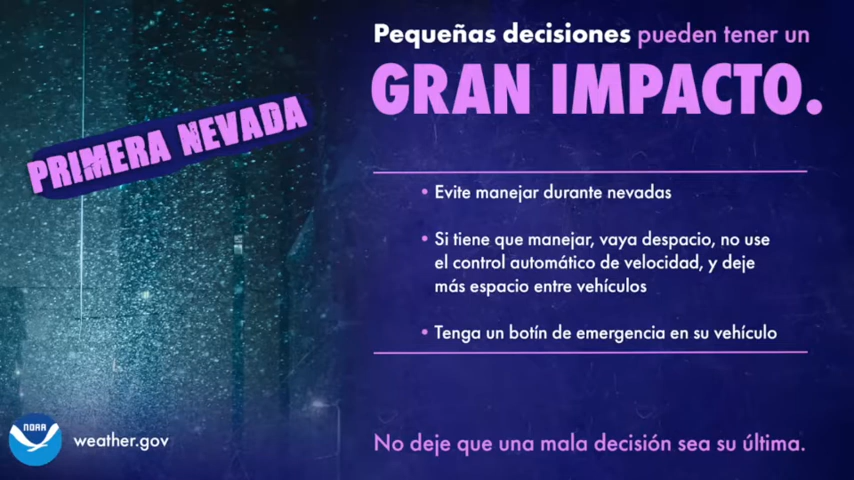 Pequeñas decisiones pueden tener un
GRAN IMPACTO.
PRIMERA NEVADA
• Evite manejar durante nevadas
• Si tiene que manejar, vaya despacio, no use
el control automático de velocidad, y deje
más espacio entre vehículos
• Tenga un botín de emergencia en su vehículo
NOAA
weather.gov
No deje que una mala decisión sea su última.